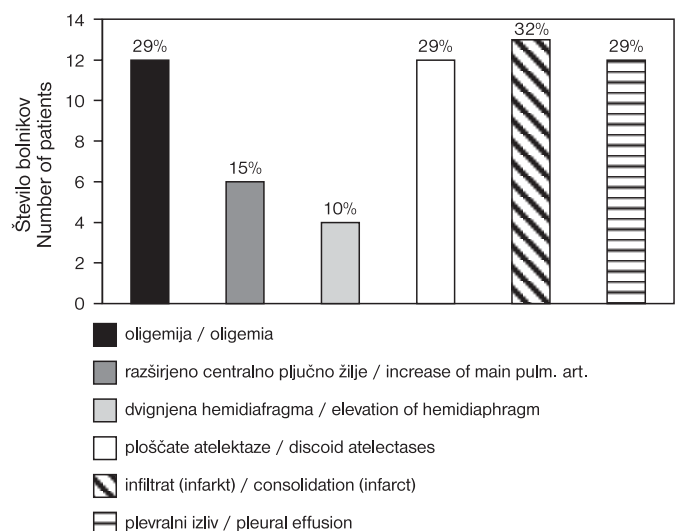 14
12
10
8
6
4
2
0
Število bolnikov
Number of patients
29%
15%
10%
29%
32%
29%
oligemija / oligemia
razširjeno centralno pljučno žilje / increase of main pulm. art.
dvignjena hemidiafragma / elevation of hemidiaphragm
ploščate atelektaze / discoid atelectases
infiltrat (infarkt) / consolidation (infarct)
plevralni izliv / pleural effusion